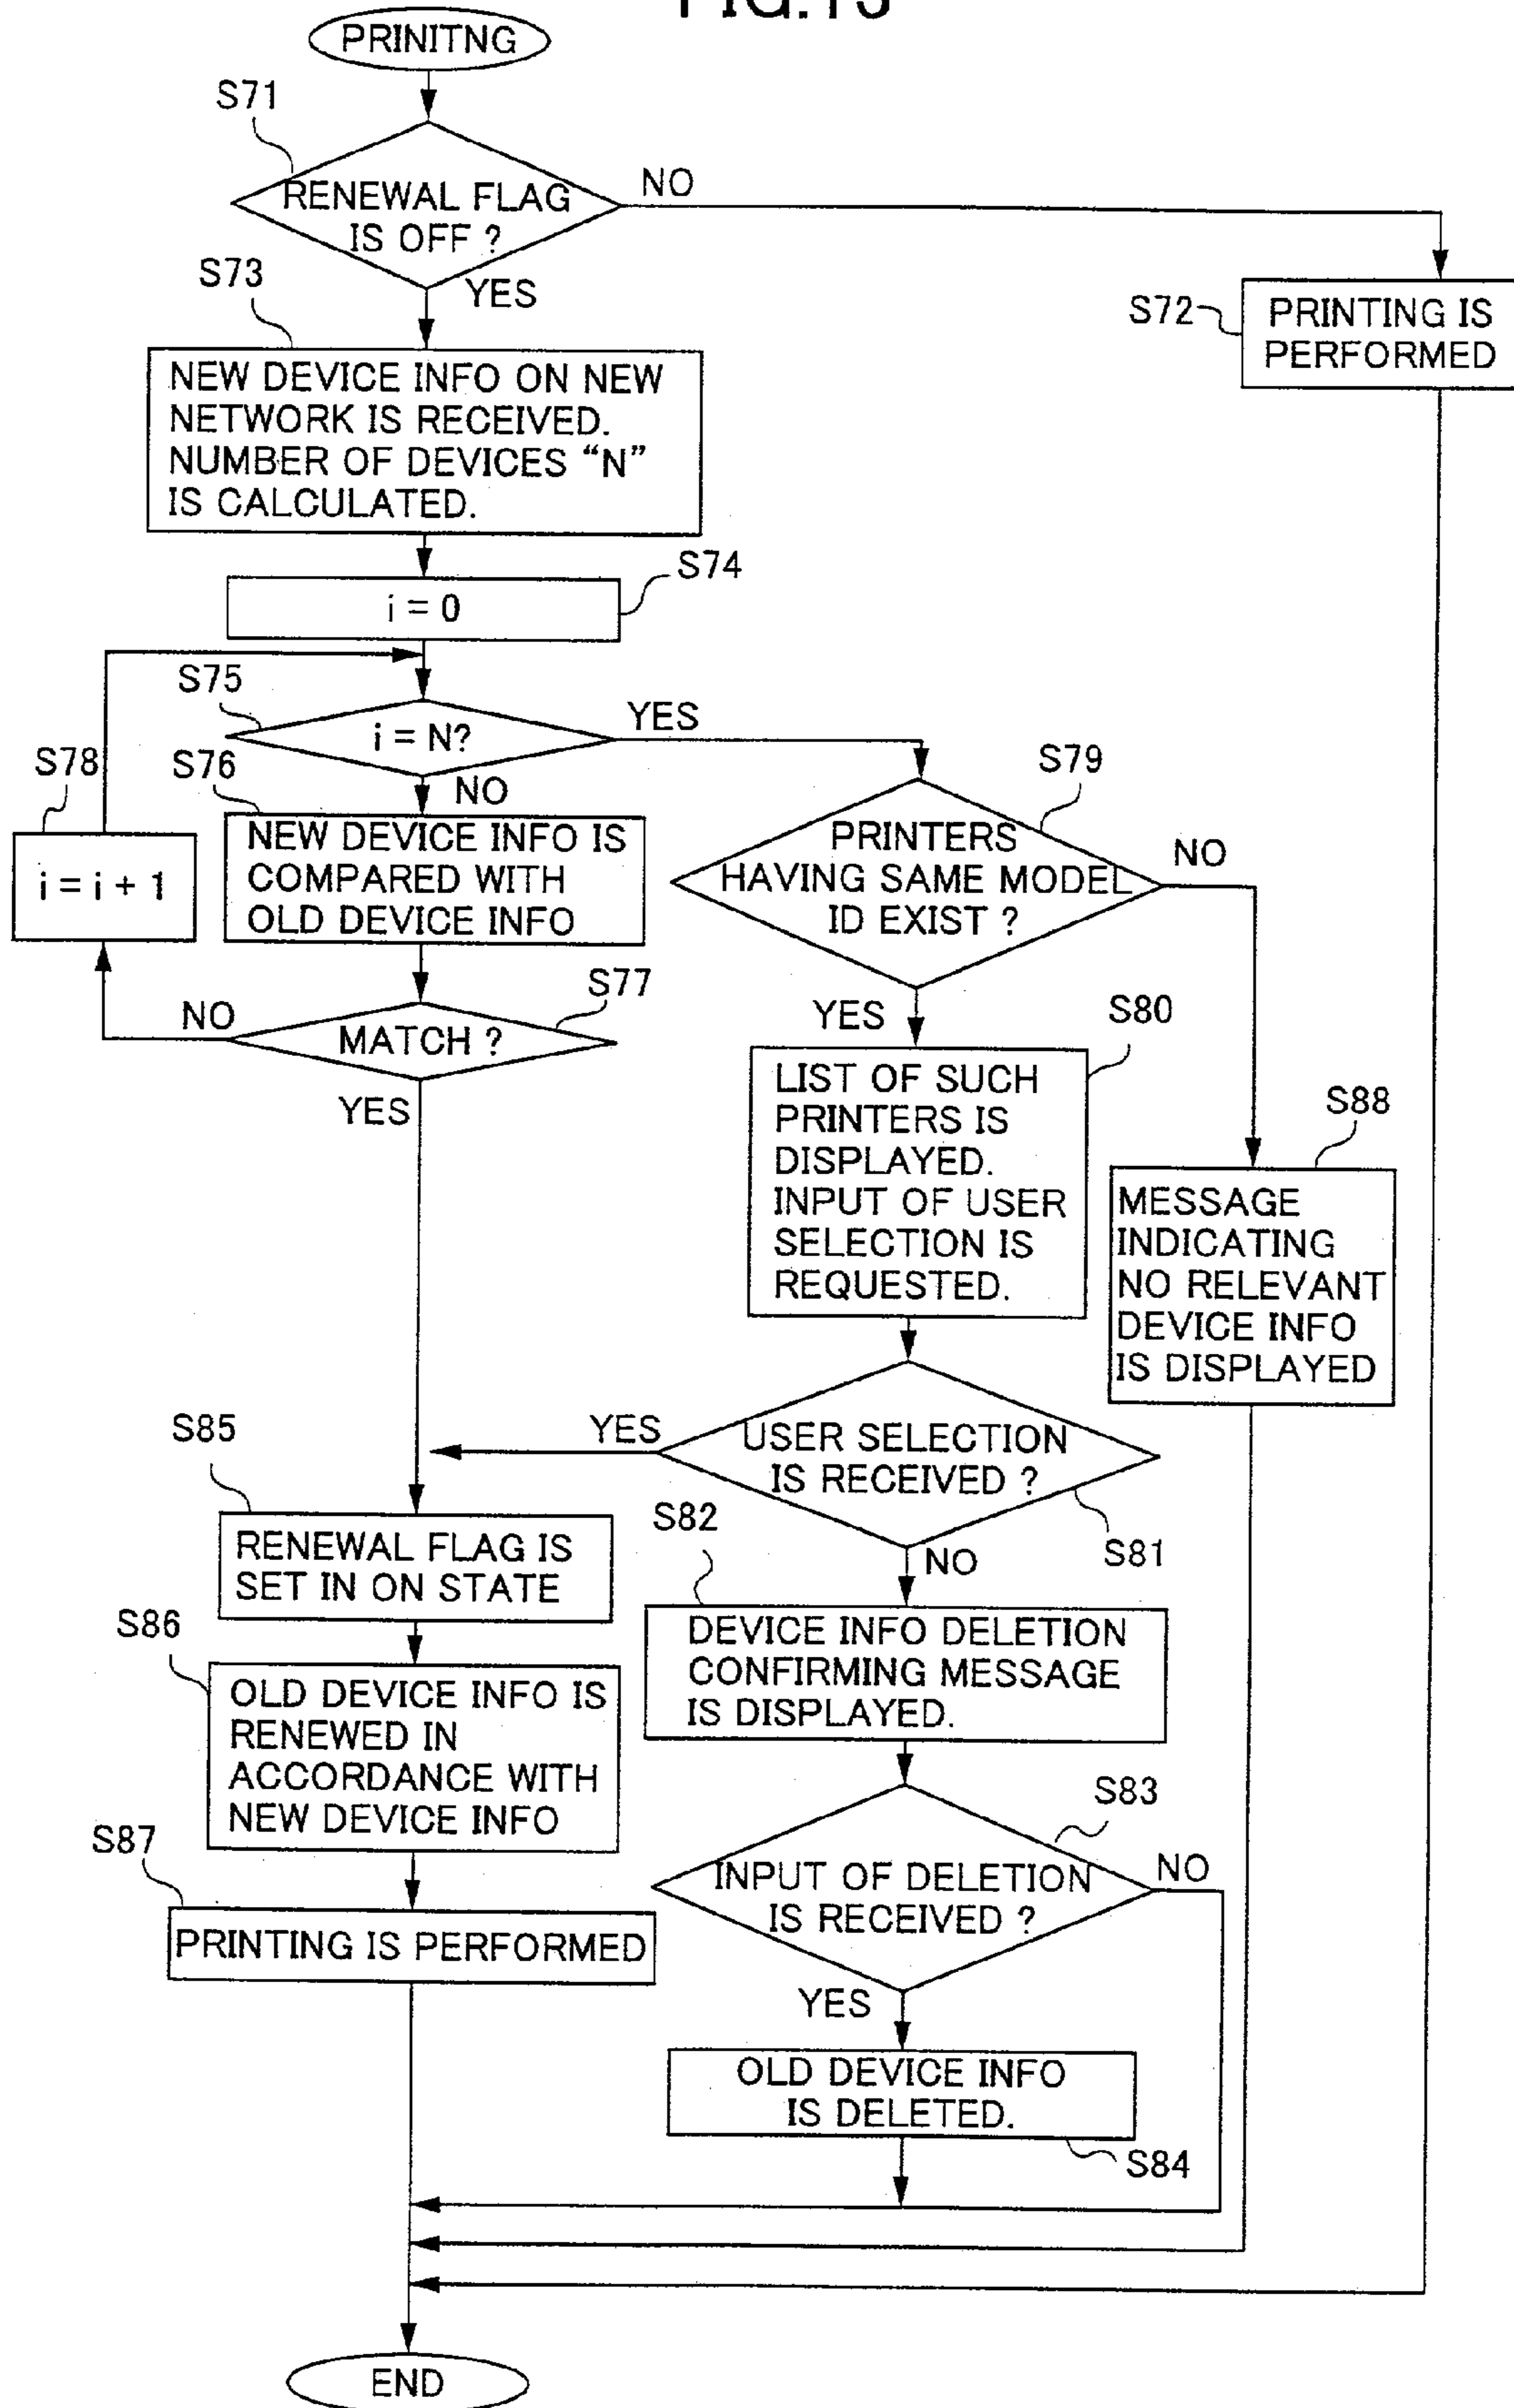 FIG.13
PRINITNG
S71
RENEWAL FLAG
IS OFF ?
NO
YES
S72
PRINTING IS
PERFORMED
S73
NEW DEVICE INFO ON NEW
NETWORK IS RECEIVED.
NUMBER OF DEVICES “N”
IS CALCULATED.
S74
i = 0
S75
i = N?
YES
NO
S78
i = i + 1
S76
NEW DEVICE INFO IS
COMPARED WITH
OLD DEVICE INFO
S77
MATCH ?
NO
YES
S79
PRINTERS
HAVING SAME MODEL
ID EXIST ?
NO
YES
S80
LIST OF SUCH
PRINTERS IS
DISPLAYED.
INPUT OF USER
SELECTION IS
REQUESTED.
S88
MESSAGE
INDICATING
NO RELEVANT
DEVICE INFO
IS DISPLAYED
YES
USER SELECTION
IS RECEIVED ?
S81
NO
S85
RENEWAL FLAG IS
SET IN ON STATE
S82
DEVICE INFO DELETION
CONFIRMING MESSAGE
IS DISPLAYED.
S86
OLD DEVICE INFO IS
RENEWED IN
ACCORDANCE WITH
NEW DEVICE INFO
S83
INPUT OF DELETION
IS RECEIVED ?
NO
YES
S87
PRINTING IS PERFORMED
OLD DEVICE INFO
IS DELETED.
S84
END